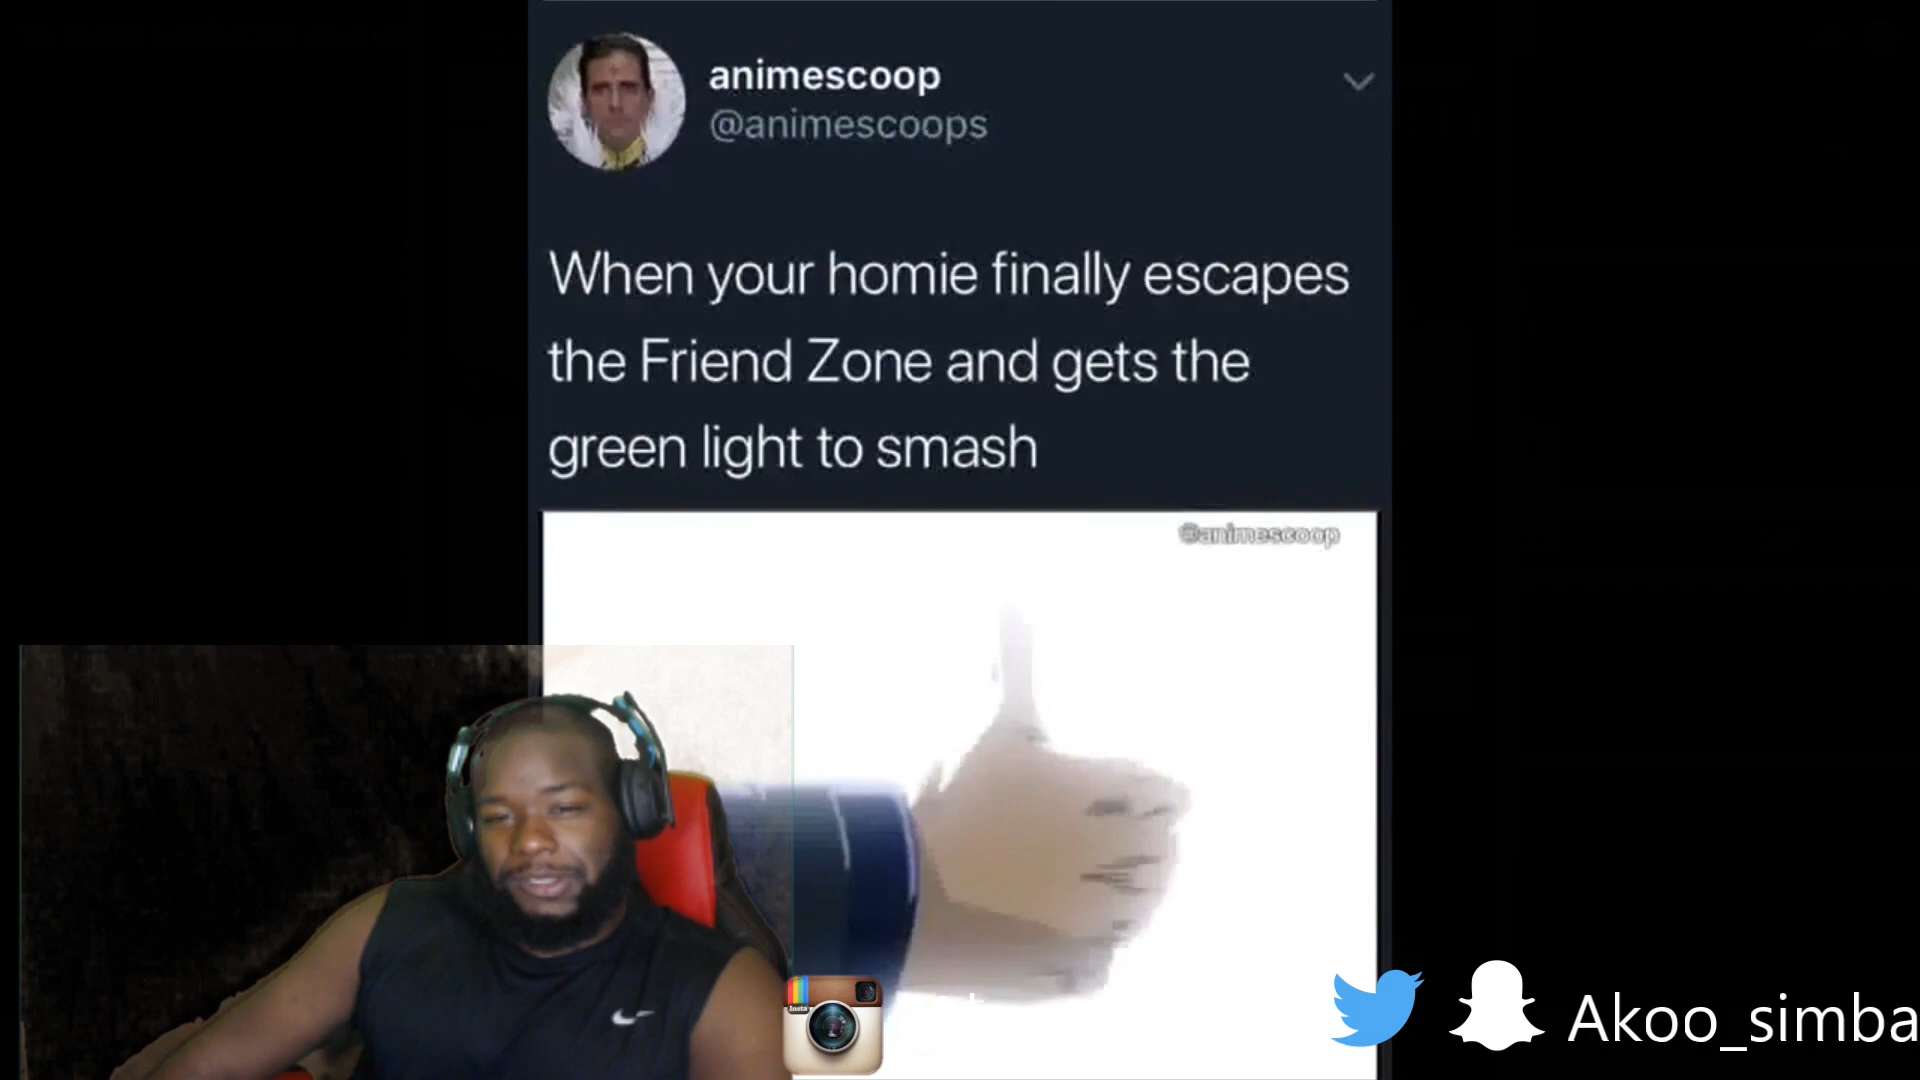 animescoop
@animescoops
When your homie finally escapes
the Friend Zone and gets the
green light to smash
@animescoop
Insta
Akoo_simba